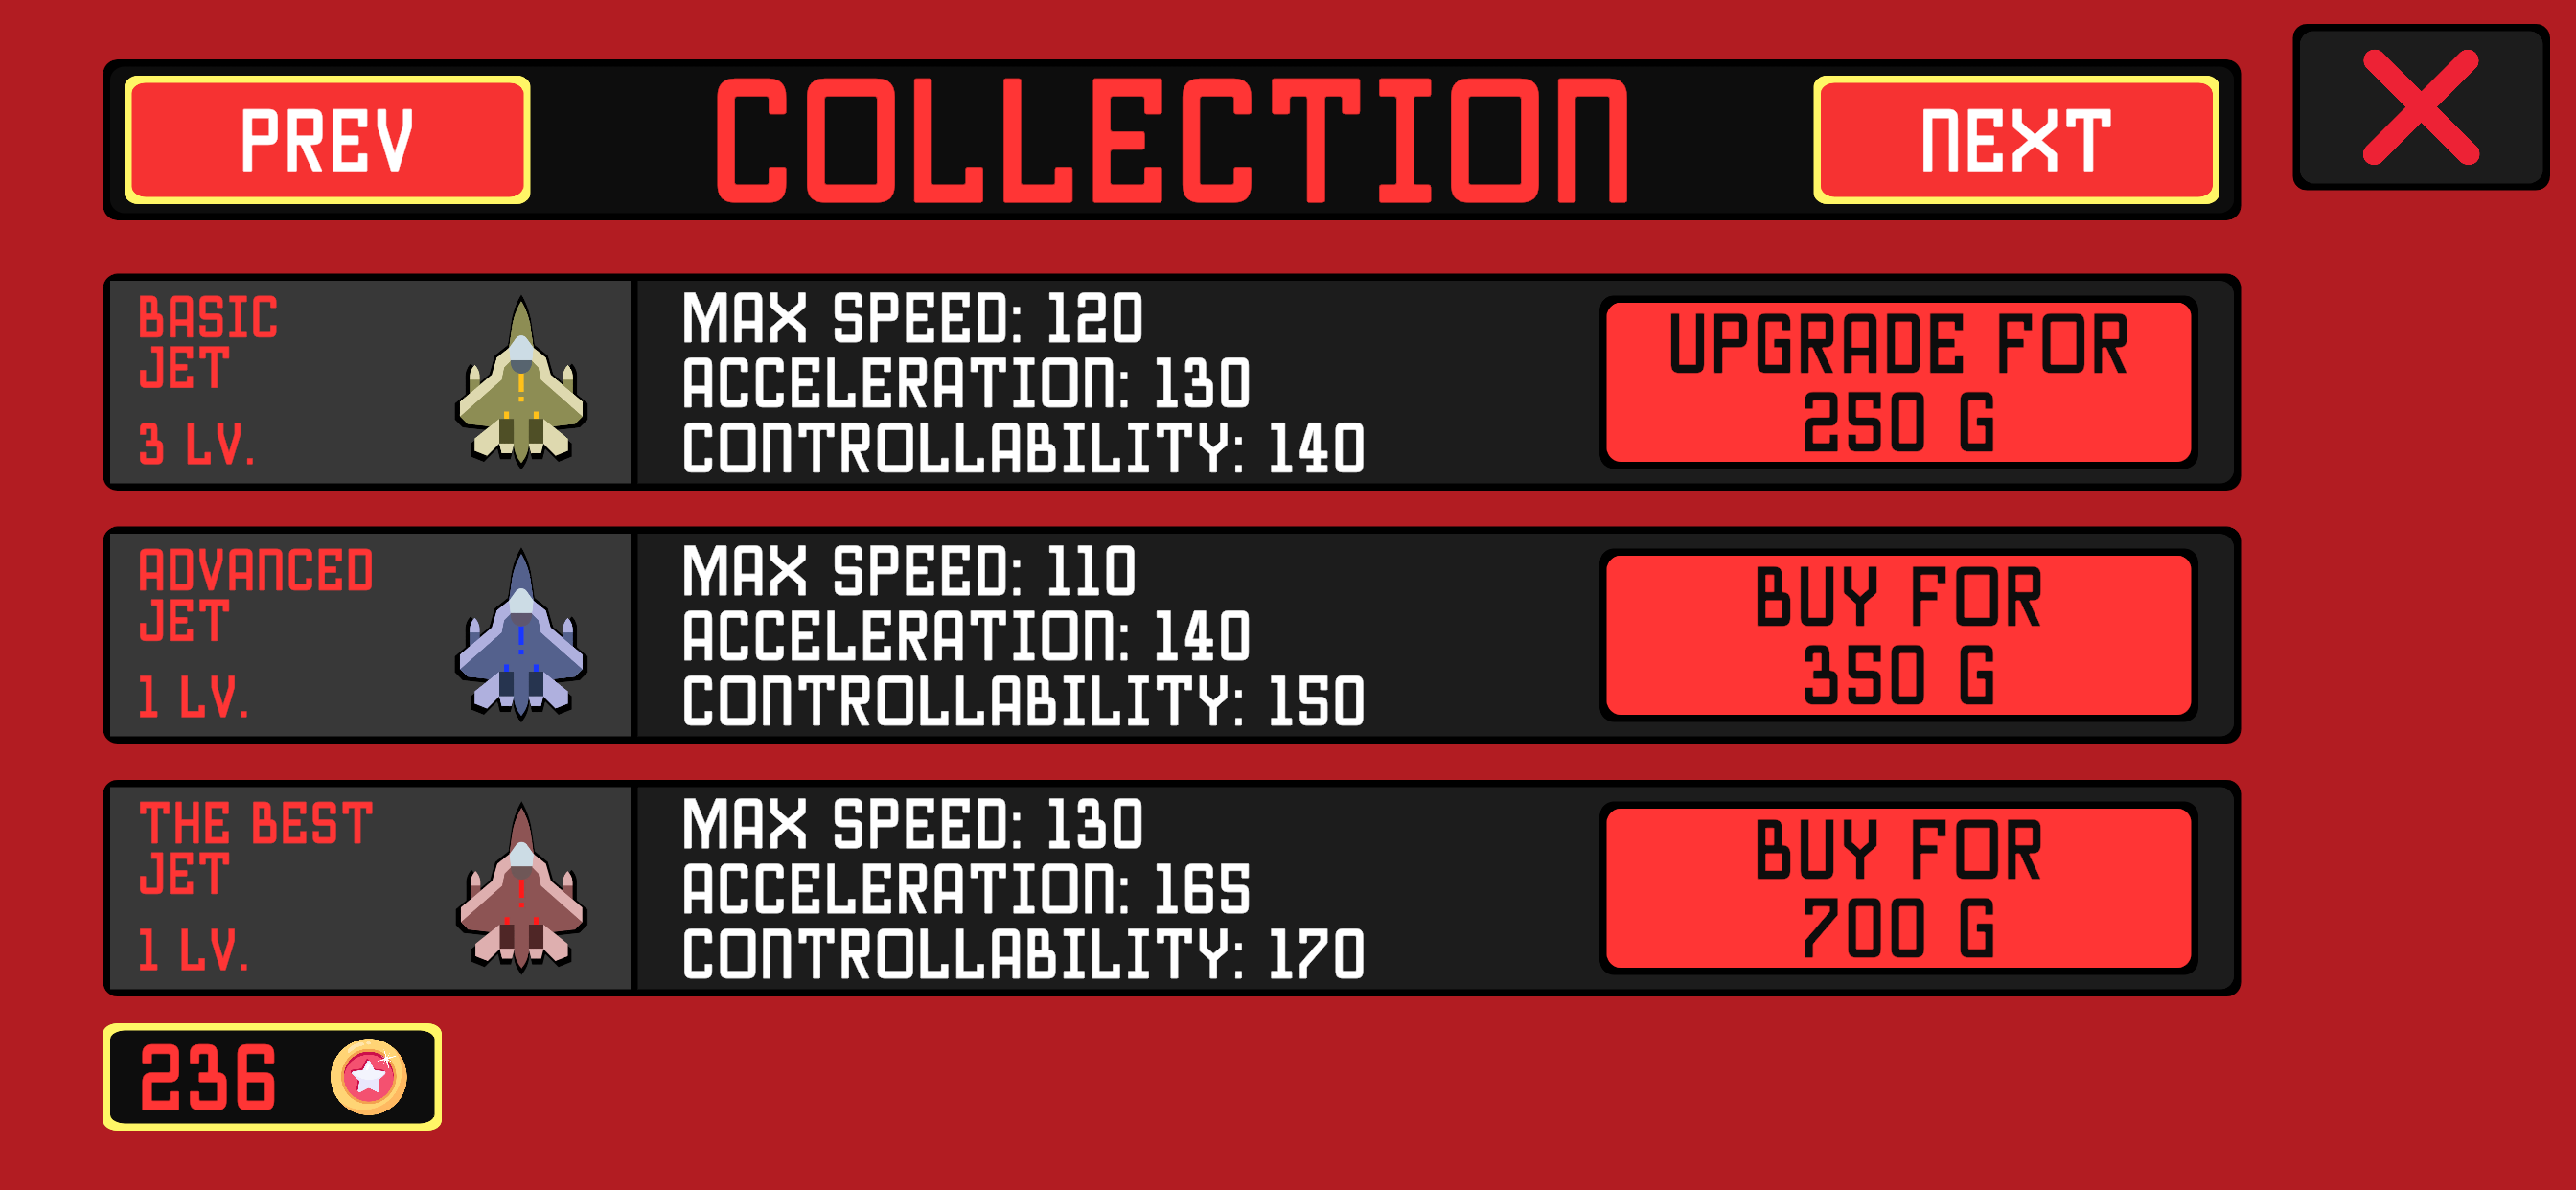 PREV
COLLECTION
NEXT
BASIC
JET
3 LV.
MAX SPEED: 120
ACCELERATION: 130
CONTROLLABILITY: 140
UPGRADE FOR
250 G
ADVANCED
JET
1 LV.
MAX SPEED: 110
ACCELERATION: 140
CONTROLLABILITY: 150
BUY FOR
350 G
THE BEST
JET
1 LV.
MAX SPEED: 130
ACCELERATION: 165
CONTROLLABILITY: 170
BUY FOR
700 G
236